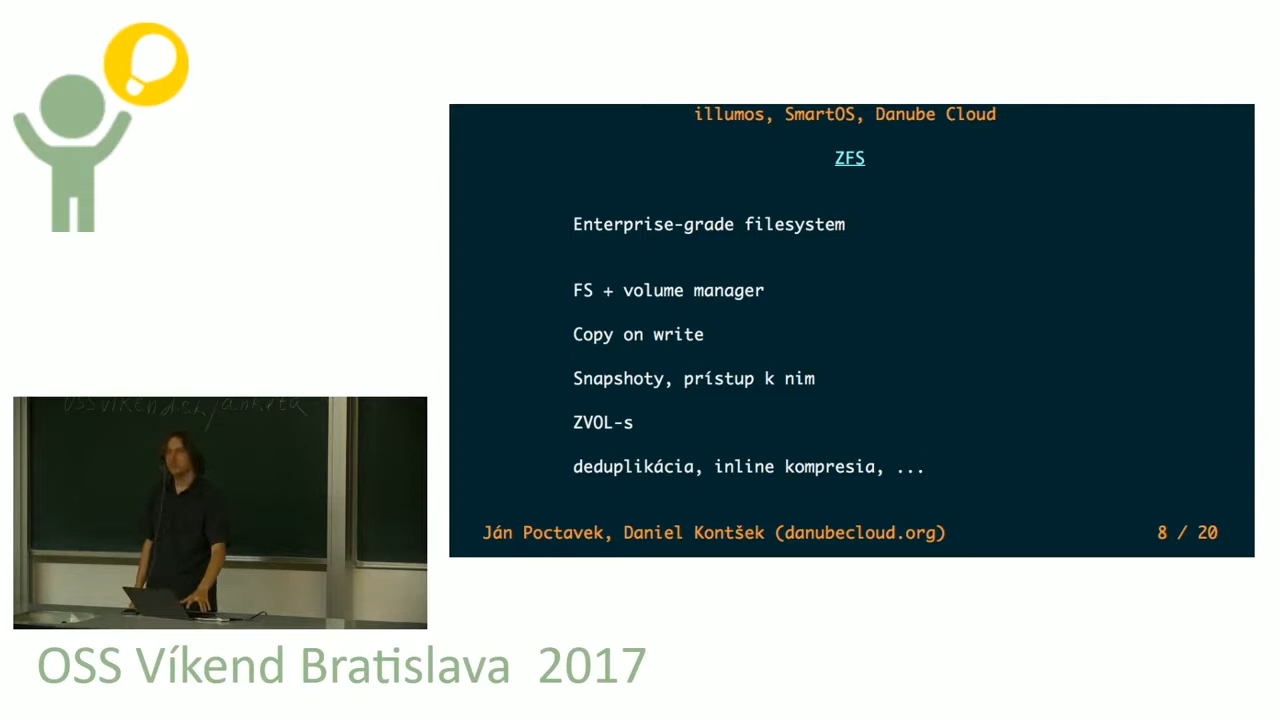 illumos, SmartOS, Danube Cloud
ZFS
Enterprise-grade filesystem
FS + volume manager
Copy on write
Snapshoty, prístup k nim
ZVOL-s
deduplikácia, inline kompresia, ...
Ján Poctavek, Daniel Kontšek (danubecloud.org)
8 / 20
OSS Víkend Bratislava 2017